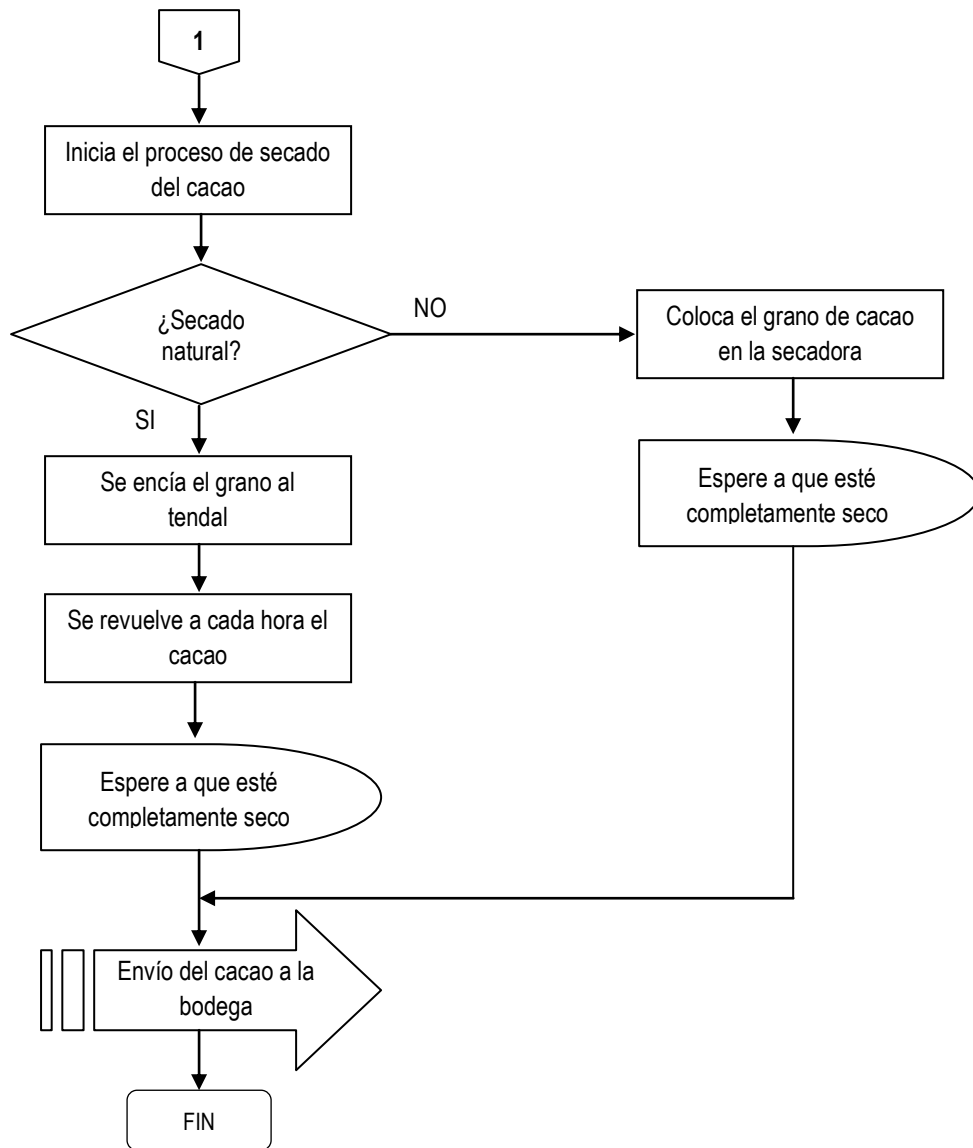 1
Inicia el proceso de secado
del cacao
¿Secado
natural?
NO
Coloca el grano de cacao
en la secadora
SI
Espere a que esté
completamente seco
Se encía el grano al
tendal
Se revuelve a cada hora el
cacao
Espere a que esté
completamente seco
Envío del cacao a la
bodega
FIN